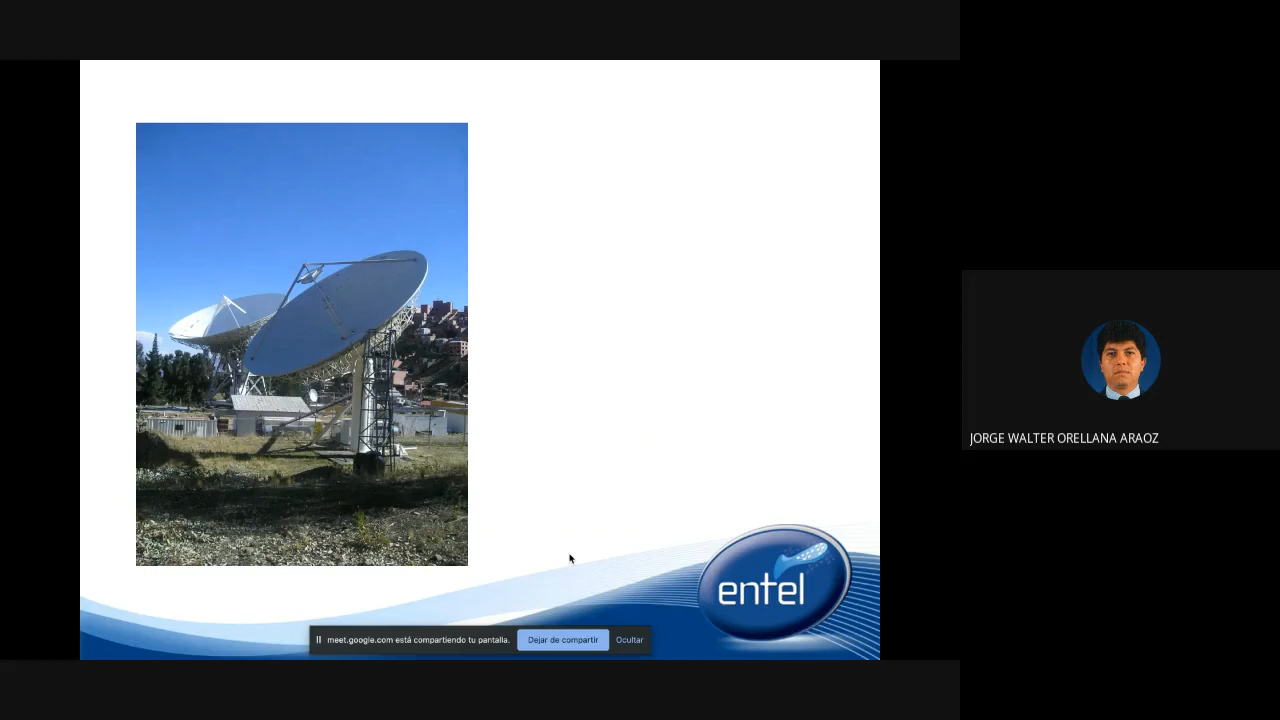 entel
meet.google.com está compartiendo tu pantalla. Dejar de compartir Ocultar
JORGE WALTER ORELLANA ARAOZ